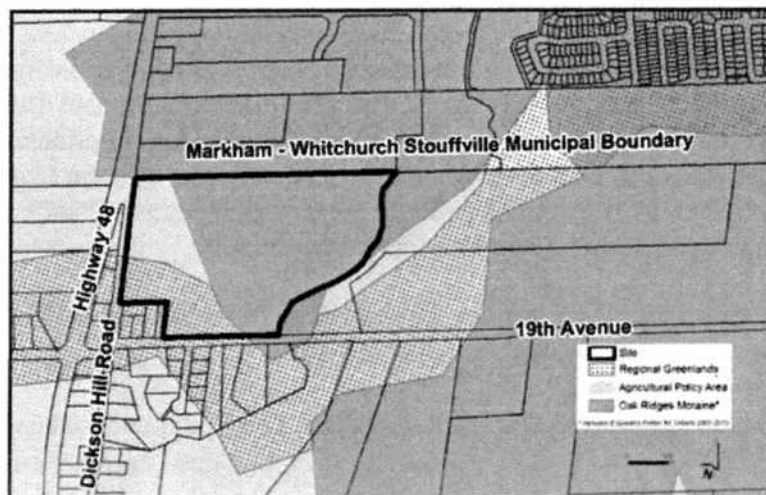 Markham - Whitchurch Stouffville Municipal Boundary
Highway 48
19th Avenue
Dickson Hill Road
Site
Regional Greenlands
Agricultural Policy Area
Oak Ridges Moraine*
N